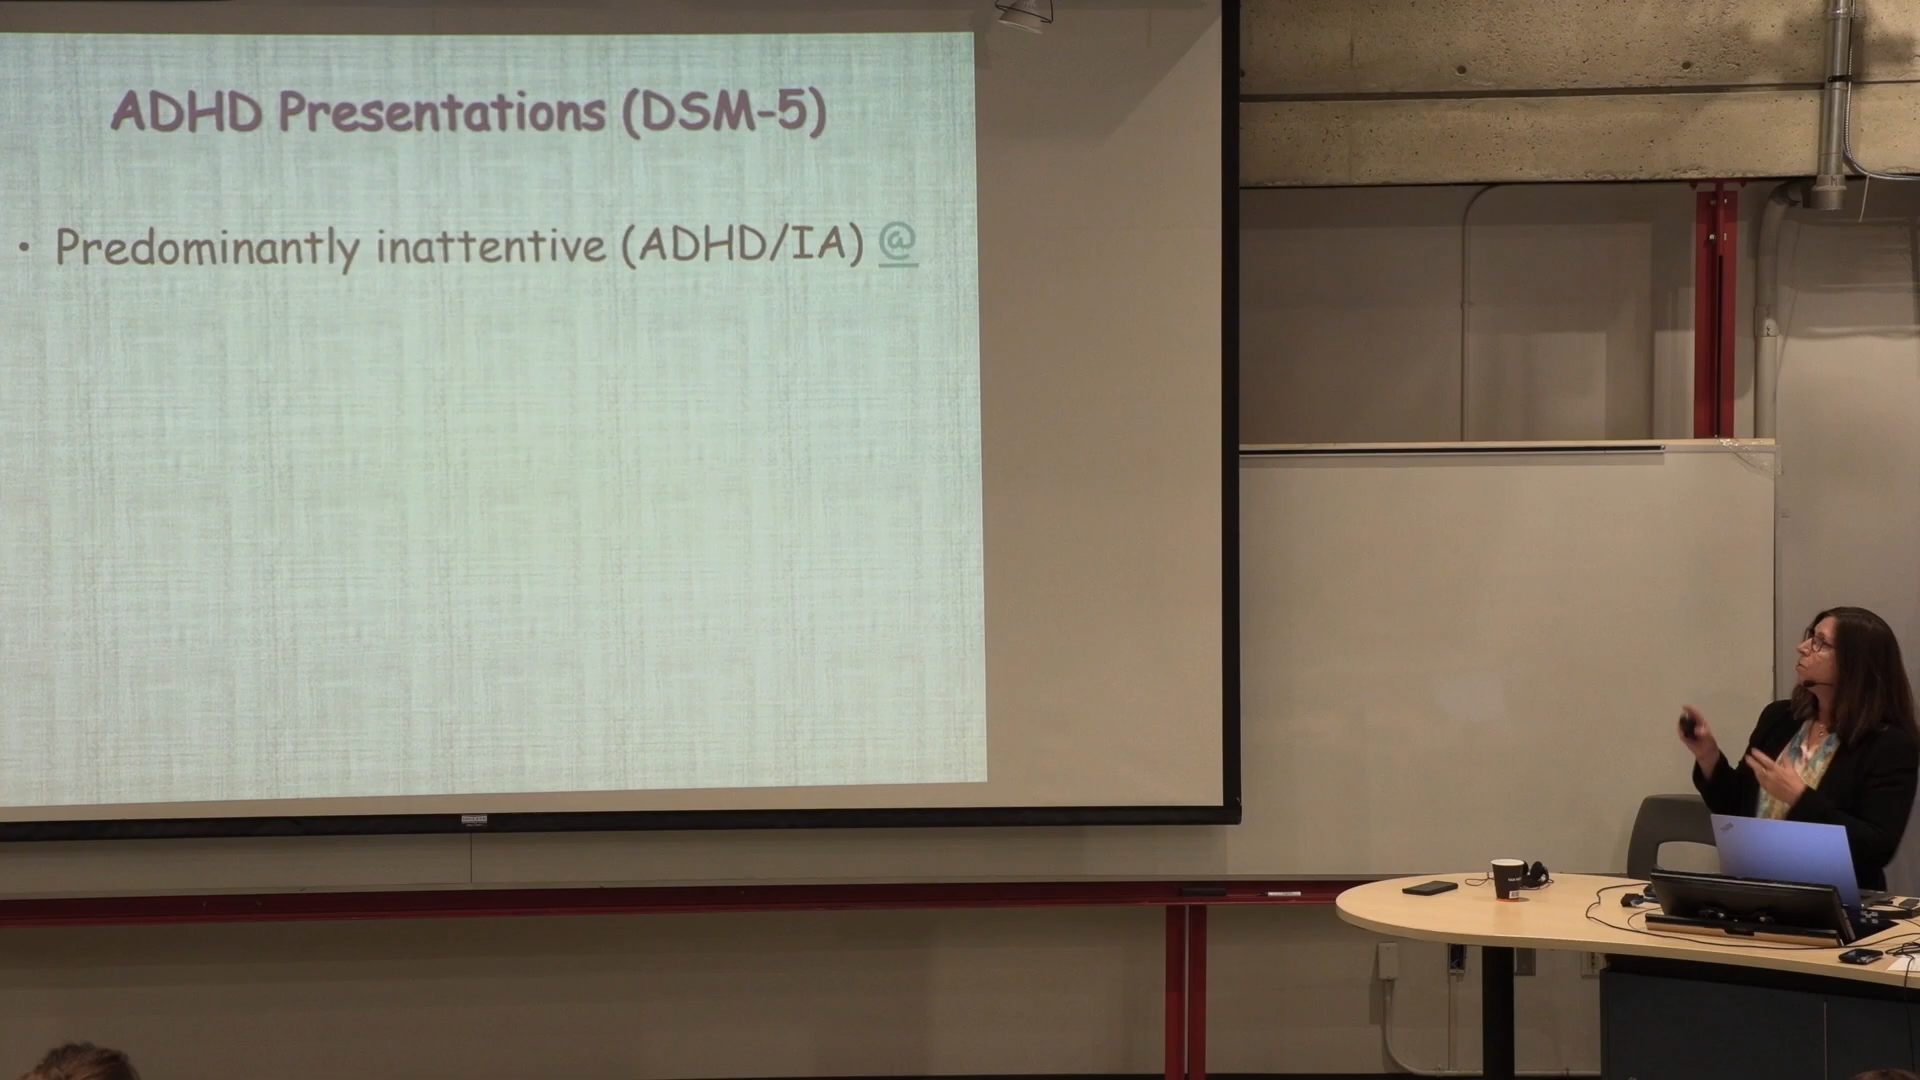 ADHD Presentations (DSM-5)
• Predominantly inattentive (ADHD/IA) @